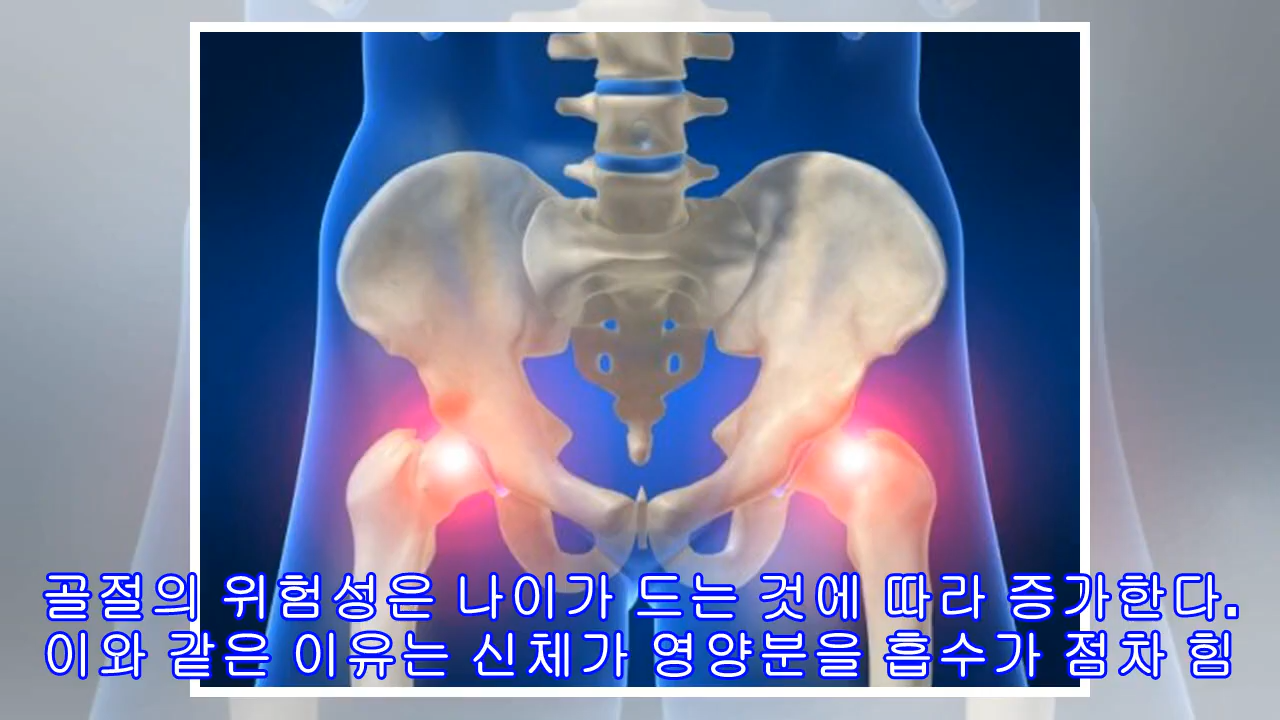 골절의 위험성은 나이가 드는 것에 따라 증가한다.
이와 같은 이유는 신체가 영양분을 흡수가 점차 힘